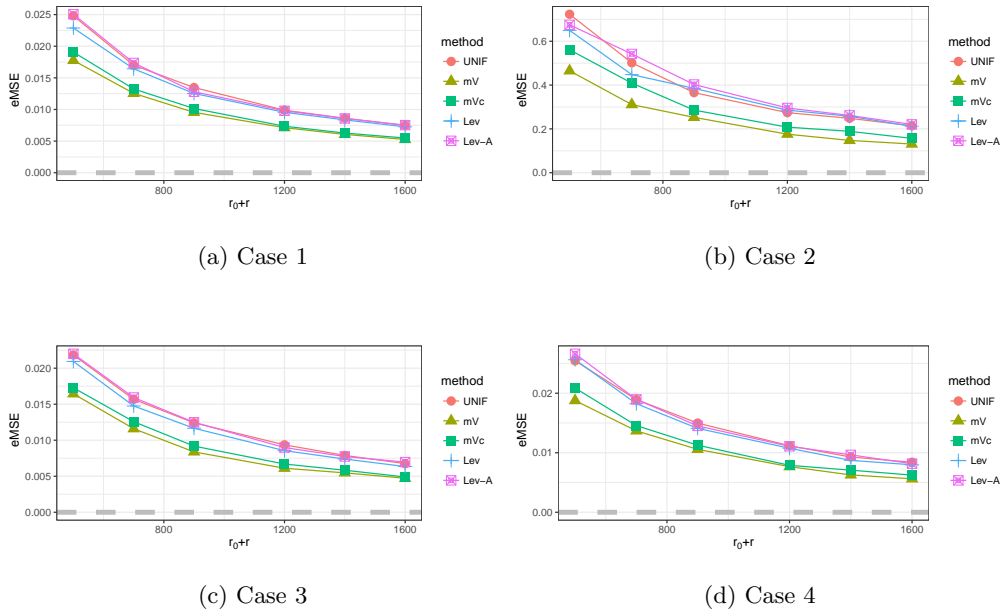 eMSE
0.025
0.020
0.015
0.010
0.005
0.000
800
1200
1600
r0+r
method
UNIF
mV
mVc
Lev
Lev−A
(a) Case 1
eMSE
0.6
0.4
0.2
0.0
800
1200
1600
r0+r
method
UNIF
mV
mVc
Lev
Lev−A
(b) Case 2
eMSE
0.020
0.015
0.010
0.005
0.000
800
1200
1600
r0+r
method
UNIF
mV
mVc
Lev
Lev−A
(c) Case 3
eMSE
0.02
0.01
0.00
800
1200
1600
r0+r
method
UNIF
mV
mVc
Lev
Lev−A
(d) Case 4